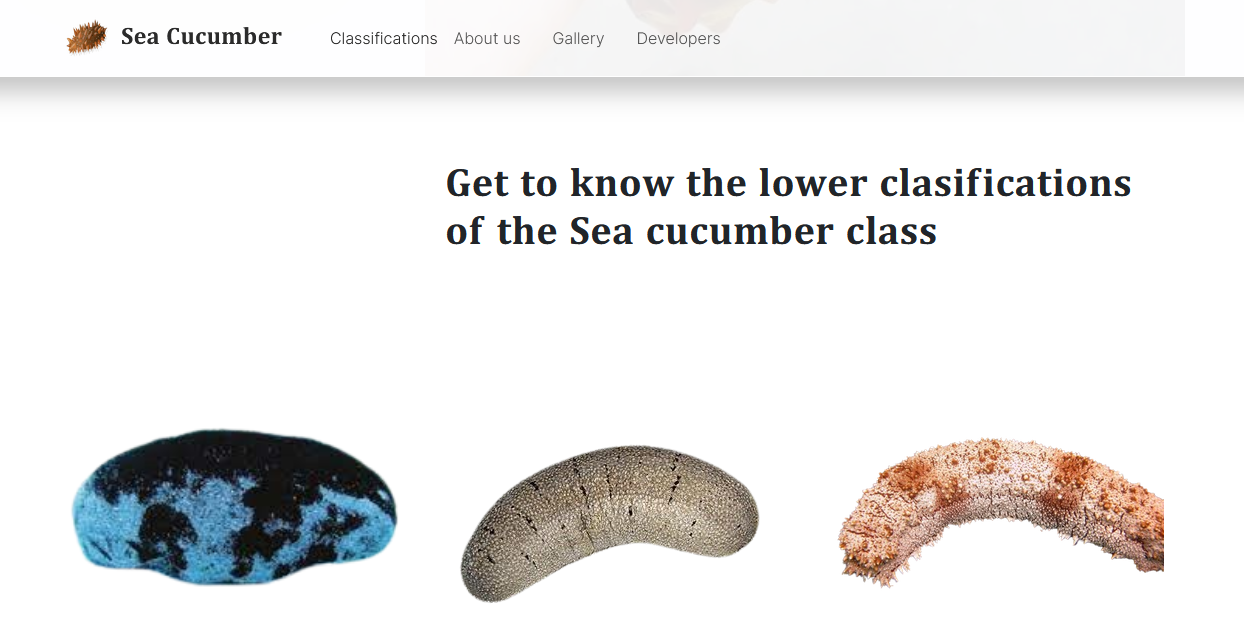 Sea Cucumber
Classifications About us Gallery Developers
Get to know the lower clasifications
of the Sea cucumber class